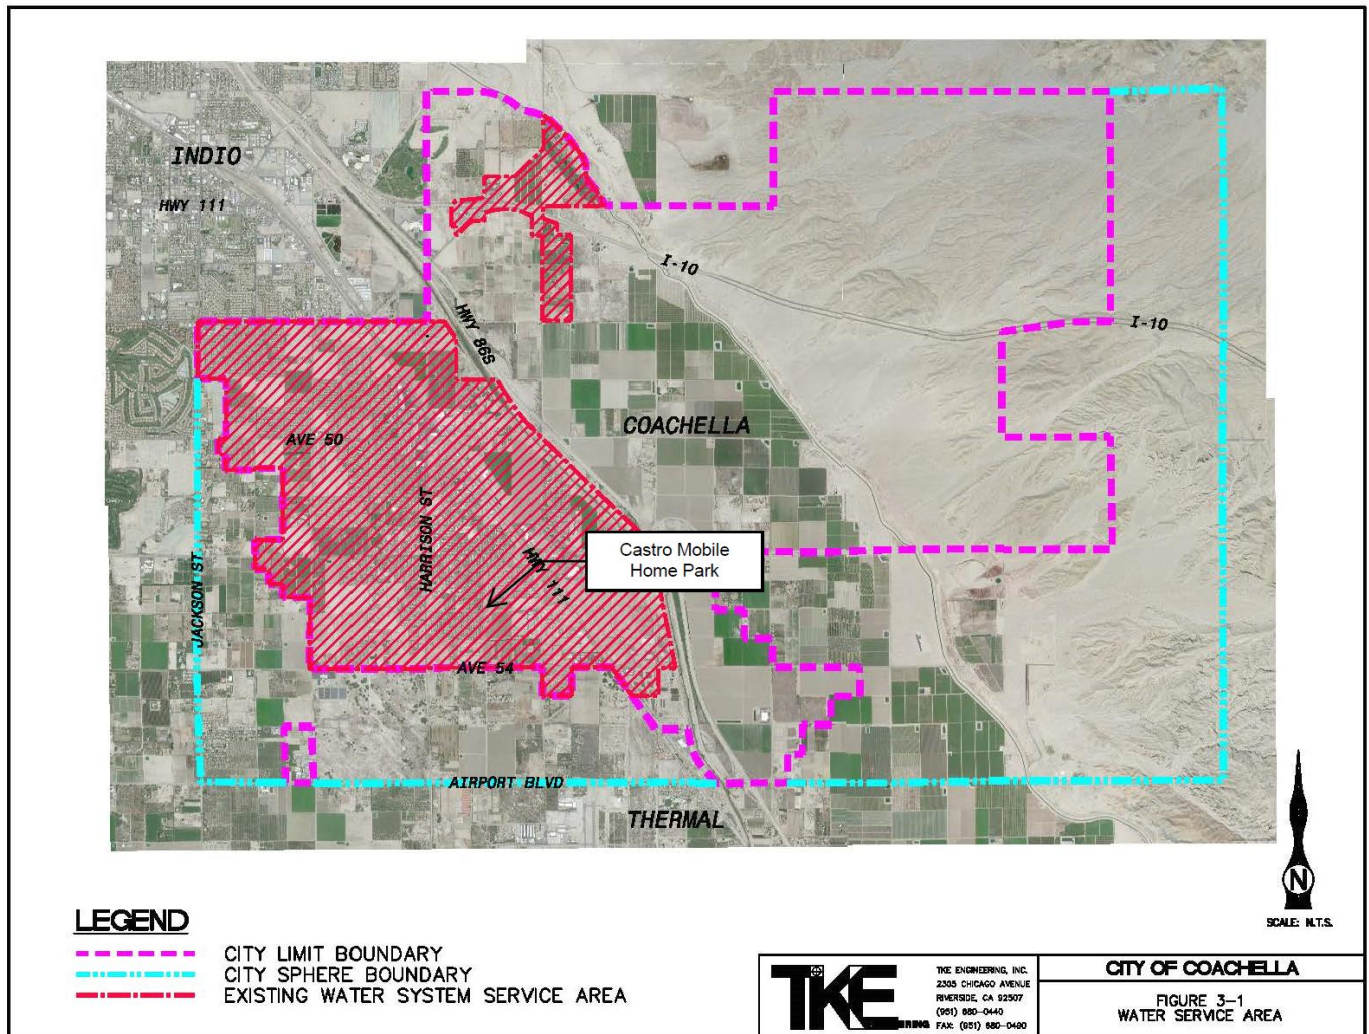 INDIO
HWY 111
I-10
I-10
HWY 86S
COACHELLA
AVE 50
HARRISON ST
JACKSON ST
Castro Mobile
Home Park
HWY 111
AVE 54
AIRPORT BLVD
THERMAL
N
SCALE: N.T.S.
LEGEND
CITY LIMIT BOUNDARY
CITY SPHERE BOUNDARY
EXISTING WATER SYSTEM SERVICE AREA
TKE
TKE ENGINEERING, INC.
2305 CHICAGO AVENUE
RIVERSIDE, CA 92507
(951) 680-0440
FAX: (951) 680-0490
CITY OF COACHELLA
FIGURE 3-1
WATER SERVICE AREA